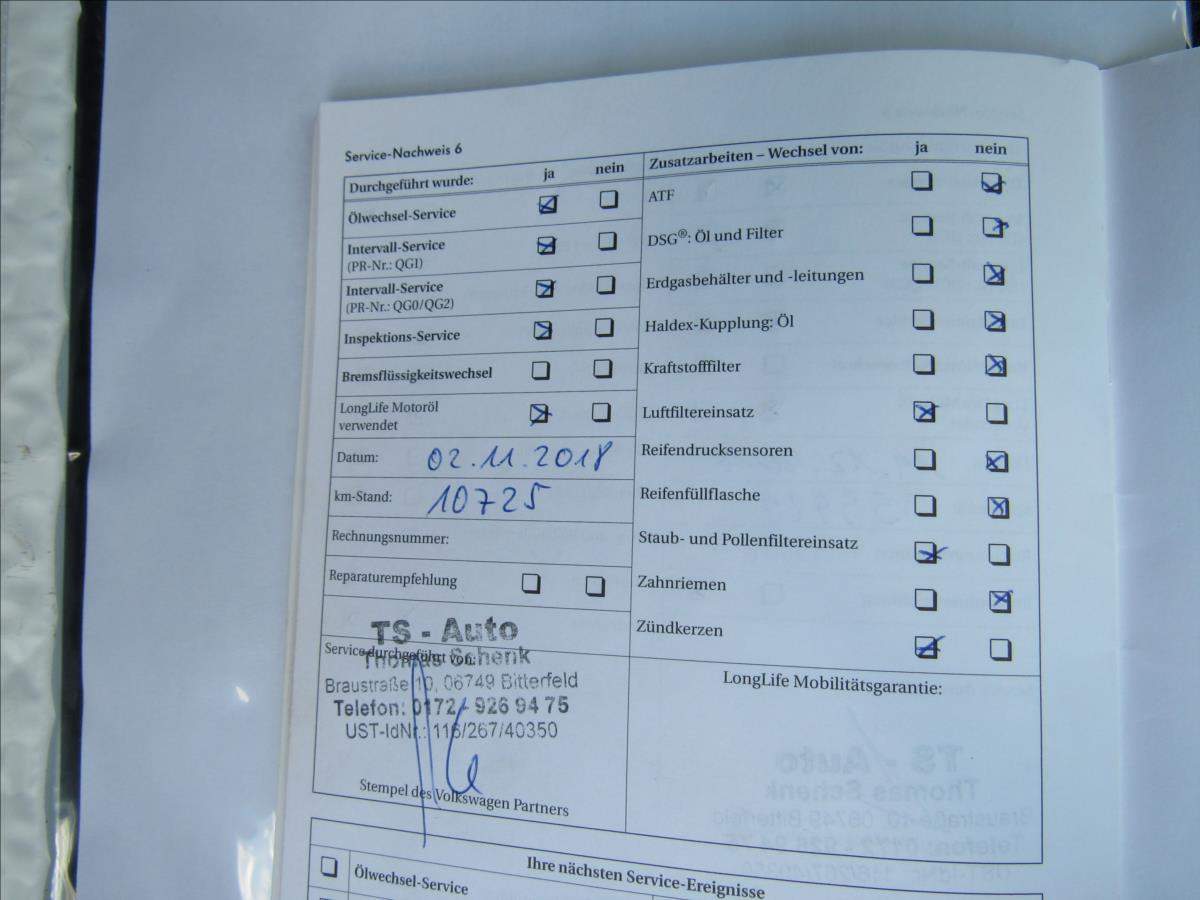 Service-Nachweis 6
Durchgeführt wurde: ja nein
Ölwechsel-Service
Intervall-Service
(PR-Nr.: QGI)
Intervall-Service
(PR-Nr.: QG0/QG2)
Inspektions-Service
Bremsflüssigkeitswechsel
LongLife Motoröl
verwendet
Datum: 02.11.2018
km-Stand: 10725
Rechnungsnummer:
Reparaturempfehlung
TS - Auto
Service durchgeführt von:
Thomas Schenk
Braustraße 10, 06749 Bitterfeld
Telefon: 0172 - 926 94 75
UST-IdNr.: 116/267/40350
Stempel des Volkswagen Partners
Zusatzarbeiten – Wechsel von: ja nein
ATF
DSG®: Öl und Filter
Erdgasbehälter und -leitungen
Haldex-Kupplung: Öl
Kraftstofffilter
Luftfiltereinsatz
Reifendrucksensoren
Reifenfüllflasche
Staub- und Pollenfiltereinsatz
Zahnriemen
Zündkerzen
LongLife Mobilitätsgarantie:
Ihre nächsten Service-Ereignisse
Ölwechsel-Service